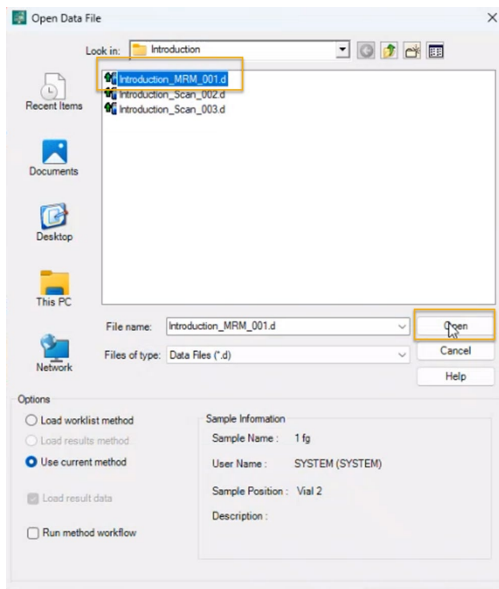 Open Data File
Look in: Introduction
Introduction_MRM_001.d
Introduction_Scan_002.d
Introduction_Scan_003.d
Recent Items
Documents
Desktop
This PC
Network
File name: Introduction_MRM_001.d Open
Files of type: Data Files (*.d) Cancel
Help
Options
Load worklist method
Load results method
Use current method
Load result data
Run method workflow
Sample Information
Sample Name : 1 fg
User Name : SYSTEM (SYSTEM)
Sample Position : Vial 2
Description :